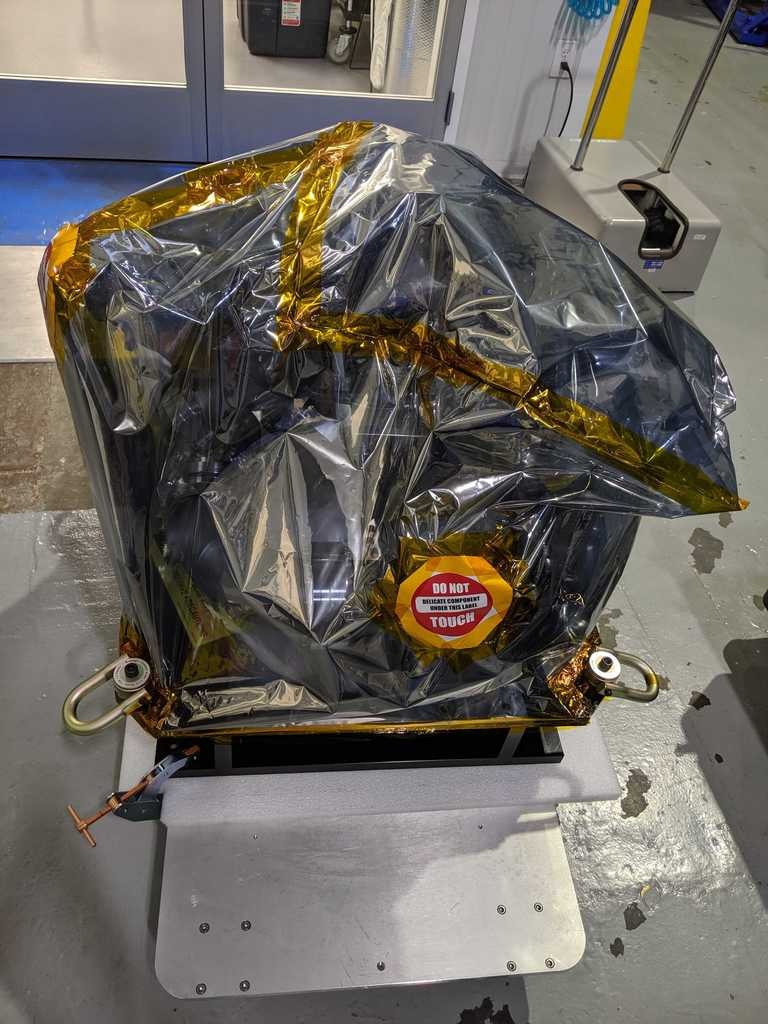 DO NOT
DELICATE COMPONENT
UNDER THIS LABEL
TOUCH